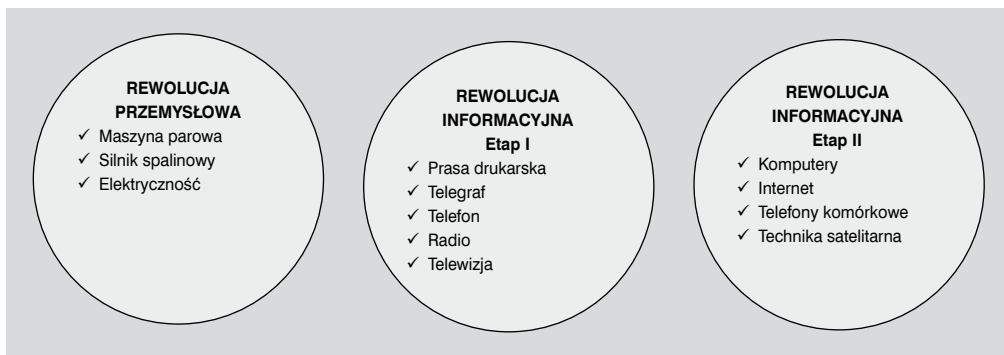 REWOLUCJA
PRZEMYSŁOWA
✓ Maszyna parowa
✓ Silnik spalinowy
✓ Elektryczność
REWOLUCJA
INFORMACYJNA
Etap I
✓ Prasa drukarska
✓ Telegraf
✓ Telefon
✓ Radio
✓ Telewizja
REWOLUCJA
INFORMACYJNA
Etap II
✓ Komputery
✓ Internet
✓ Telefony komórkowe
✓ Technika satelitarna